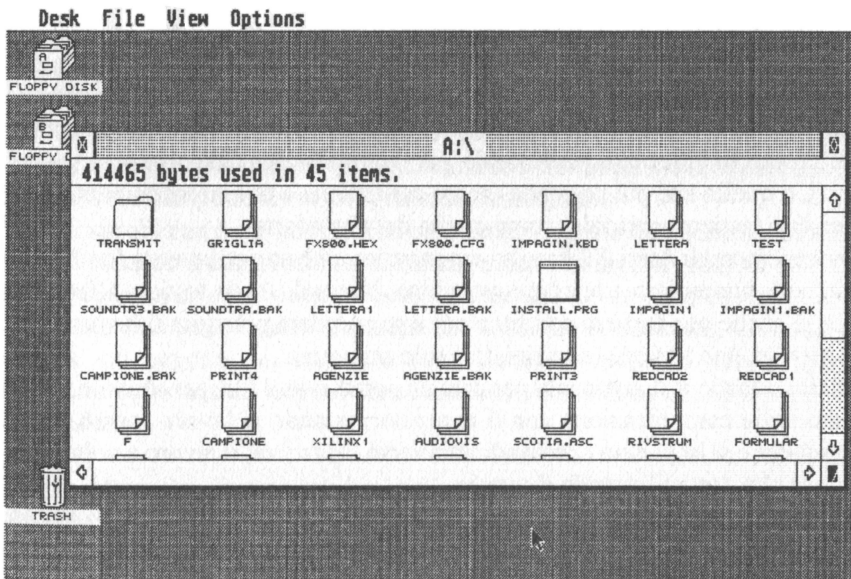 Desk File View Options
A
FLOPPY DISK
B
FLOPPY D
A:\
414465 bytes used in 45 items.
TRANSMIT GRIGLIA FX800.HEX FX800.CFG IMPAGIN.KBD LETTERA TEST
SOUNDTRA.BAK LETTERA1 LETTERA.BAK INSTALL.PRG IMPAGIN1 IMPAGIN1.BAK
CAMPIONE.BAK PRINT4 AGENZIE AGENZIE.BAK PRINT3 REDCAD2 REDCAD1
F CAMPIONE XILINX1 AUDIOVIS SCOTIA.ASC RIVSTRUM FORMULAR
TRASH